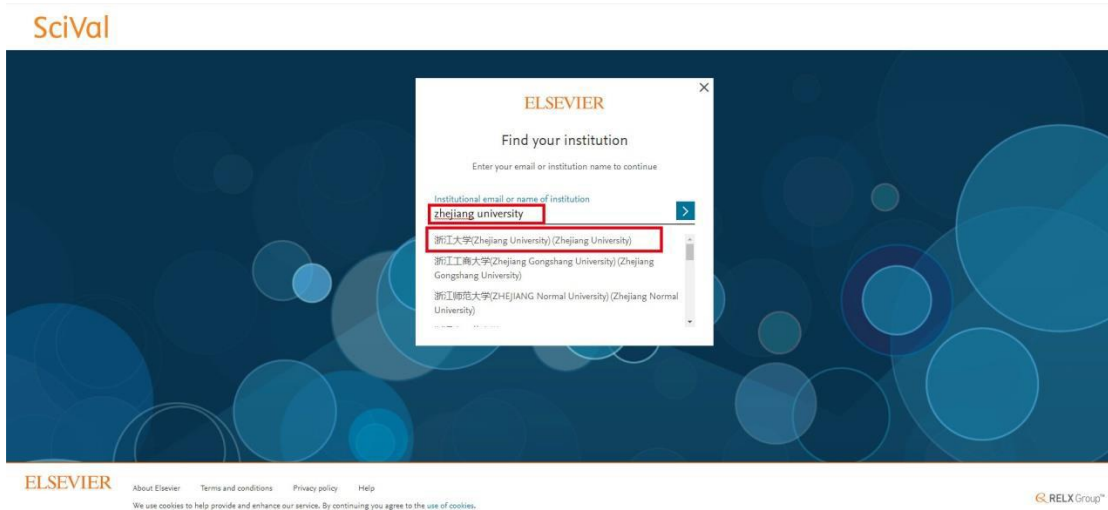 SciVal
ELSEVIER
Find your institution
Enter your email or institution name to continue
Institutional email or name of institution
zhejiang university
浙江大学(Zhejiang University) (Zhejiang University)
浙江工商大学(Zhejiang Gongshang University) (Zhejiang
Gongshang University)
浙江师范大学(ZHEJIANG Normal University) (Zhejiang Normal
University)
ELSEVIER
About Elsevier Terms and conditions Privacy policy Help
We use cookies to help provide and enhance our service. By continuing you agree to the use of cookies.
RELX Group™